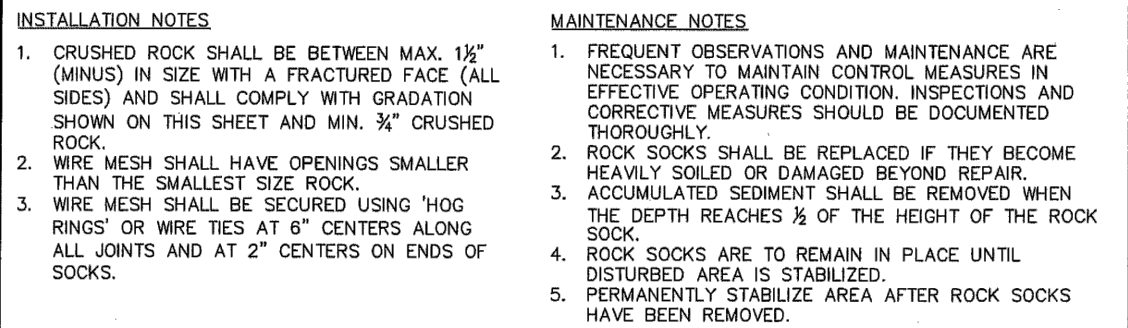 INSTALLATION NOTES
1. CRUSHED ROCK SHALL BE BETWEEN MAX. 1½"
(MINUS) IN SIZE WITH A FRACTURED FACE (ALL
SIDES) AND SHALL COMPLY WITH GRADATION
SHOWN ON THIS SHEET AND MIN. ¾" CRUSHED
ROCK.
2. WIRE MESH SHALL HAVE OPENINGS SMALLER
THAN THE SMALLEST SIZE ROCK.
3. WIRE MESH SHALL BE SECURED USING 'HOG
RINGS' OR WIRE TIES AT 6" CENTERS ALONG
ALL JOINTS AND AT 2" CENTERS ON ENDS OF
SOCKS.
MAINTENANCE NOTES
1. FREQUENT OBSERVATIONS AND MAINTENANCE ARE
NECESSARY TO MAINTAIN CONTROL MEASURES IN
EFFECTIVE OPERATING CONDITION. INSPECTIONS AND
CORRECTIVE MEASURES SHOULD BE DOCUMENTED
THOROUGHLY.
2. ROCK SOCKS SHALL BE REPLACED IF THEY BECOME
HEAVILY SOILED OR DAMAGED BEYOND REPAIR.
3. ACCUMULATED SEDIMENT SHALL BE REMOVED WHEN
THE DEPTH REACHES ½ OF THE HEIGHT OF THE ROCK
SOCK.
4. ROCK SOCKS ARE TO REMAIN IN PLACE UNTIL
DISTURBED AREA IS STABILIZED.
5. PERMANENTLY STABILIZE AREA AFTER ROCK SOCKS
HAVE BEEN REMOVED.